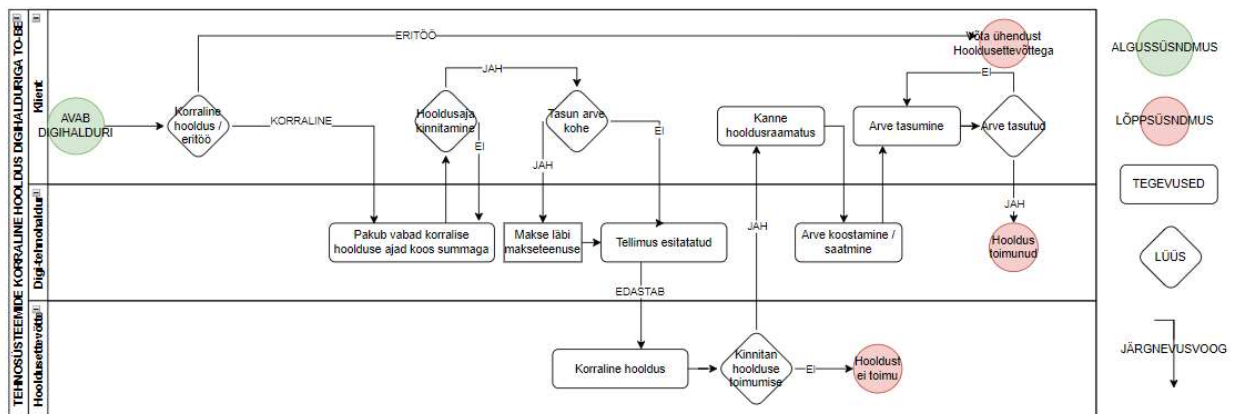 TEHNOSÜSTEEMIDE KORRALINE HOOLDUS DIGIHALDURIGA TO-BE
Klient
AVAB
DIGIHALDURI
Korraline
hooldus /
eritöö
ERITÖÖ
KORRALINE
Hooldusaja
kinnitamine
JAH
EI
Tasun arve
kohe
JAH
EI
Kanne
hooldusraamatus
Arve tasumine
EI
Arve tasutud
JAH
Võta ühendust
Hooldusettevõttega
Digi-tehnohaldur
Pakub vabad korralise
hoolduse ajad koos summaga
Makse läbi
makseteenuse
Tellimus esitatatud
EDASTAB
JAH
Arve koostamine /
saatmine
Hooldus
toimunud
Hooldusettevõtte
Korraline hooldus
Kinnitan
hoolduse
toimumise
EI
Hooldust
ei toimu
ALGUSSÜSNDMUS
LÕPPSÜSNDMUS
TEGEVUSED
LÜÜS
JÄRGNEVUSVOOG